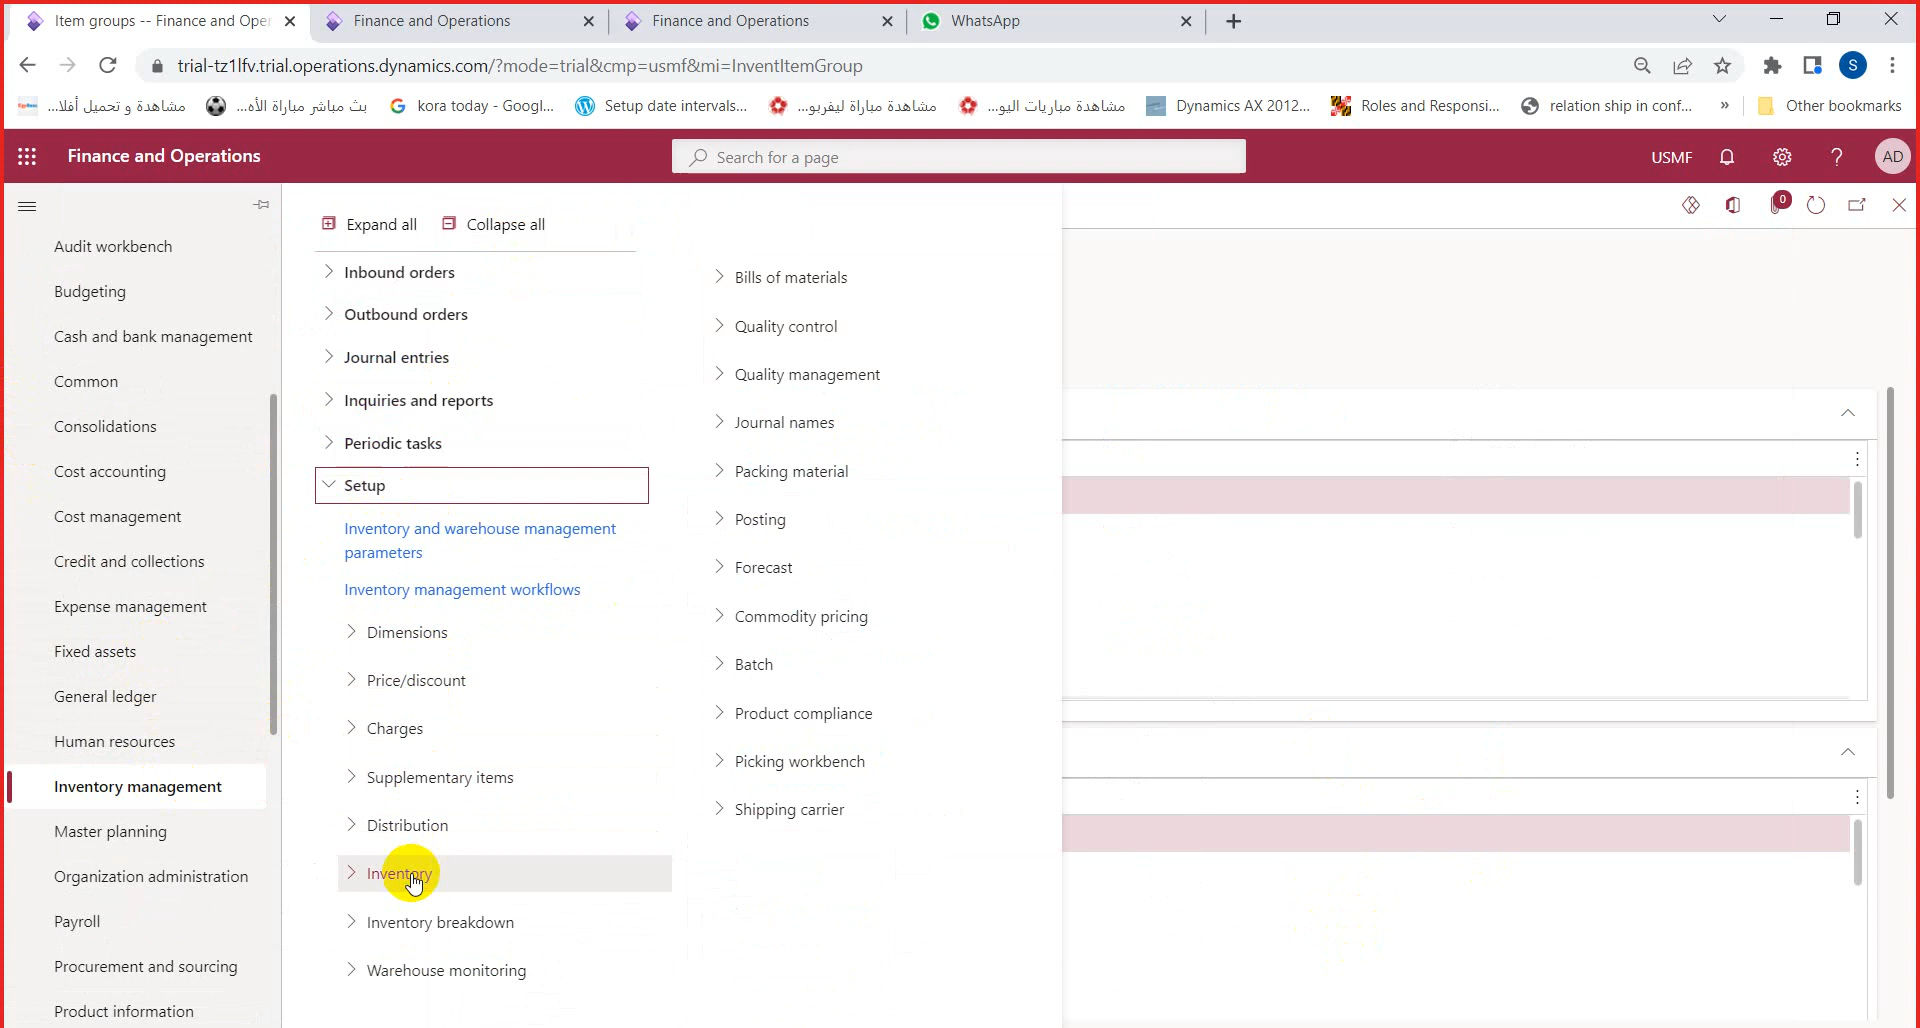 Item groups -- Finance and Oper
Finance and Operations
Finance and Operations
WhatsApp
trial-tz1lfv.trial.operations.dynamics.com/?mode=trial&cmp=usmf&mi=InventItemGroup
S
مشاهدة و تحميل أفلا...
بث مباشر مباراة الأه...
kora today - Googl...
Setup date intervals...
مشاهدة مباراة ليفربو...
مشاهدة مباريات اليو...
Dynamics AX 2012...
Roles and Responsi...
relation ship in conf...
»
Other bookmarks
Finance and Operations
Search for a page
USMF
?
AD
0
Expand all
Collapse all
Audit workbench
Budgeting
Cash and bank management
Common
Consolidations
Cost accounting
Cost management
Credit and collections
Expense management
Fixed assets
General ledger
Human resources
Inventory management
Master planning
Organization administration
Payroll
Procurement and sourcing
Product information
Inbound orders
Outbound orders
Journal entries
Inquiries and reports
Periodic tasks
Setup
Inventory and warehouse management
parameters
Inventory management workflows
Dimensions
Price/discount
Charges
Supplementary items
Distribution
Inventory
Inventory breakdown
Warehouse monitoring
Bills of materials
Quality control
Quality management
Journal names
Packing material
Posting
Forecast
Commodity pricing
Batch
Product compliance
Picking workbench
Shipping carrier